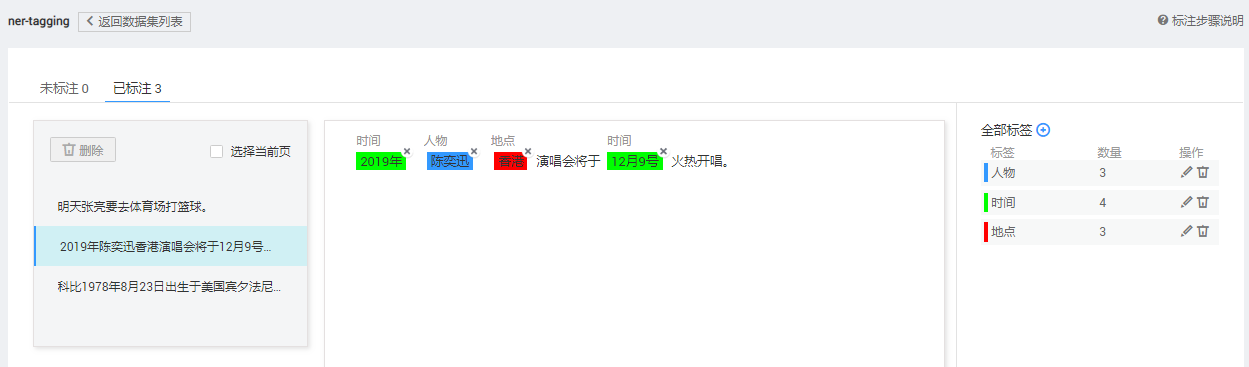 ner-tagging 返回数据集列表 标注步骤说明
未标注 0 已标注 3
删除 选择当前页
明天张亮要去体育场打篮球。
2019年陈奕迅香港演唱会将于12月9号...
科比1978年8月23日出生于美国宾夕法尼...
时间 人物 地点 时间
2019年 陈奕迅 香港 演唱会将于 12月9号 火热开唱。
全部标签
标签 数量 操作
人物 3
时间 4
地点 3